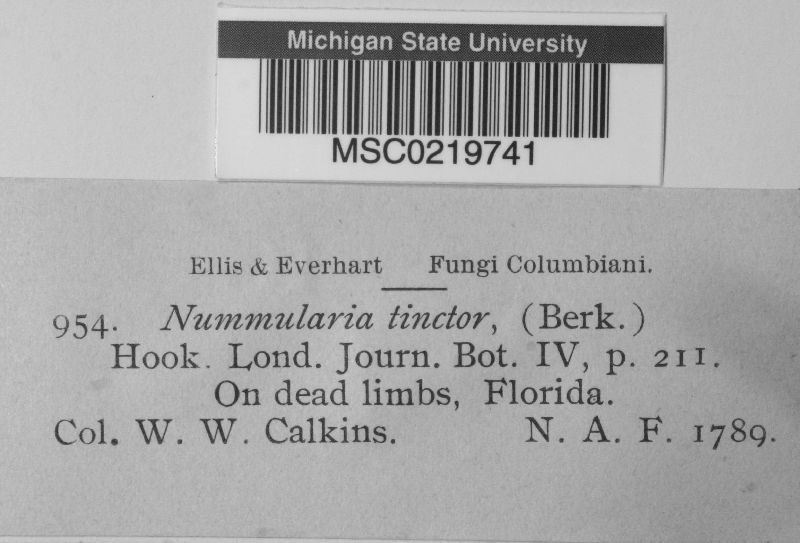 Michigan State University
MSC0219741
Ellis & Everhart Fungi Columbiani.
954. Nummularia tinctor, (Berk.)
Hook. Lond. Journ. Bot. IV, p. 211.
On dead limbs, Florida.
Col. W. W. Calkins. N. A. F. 1789.